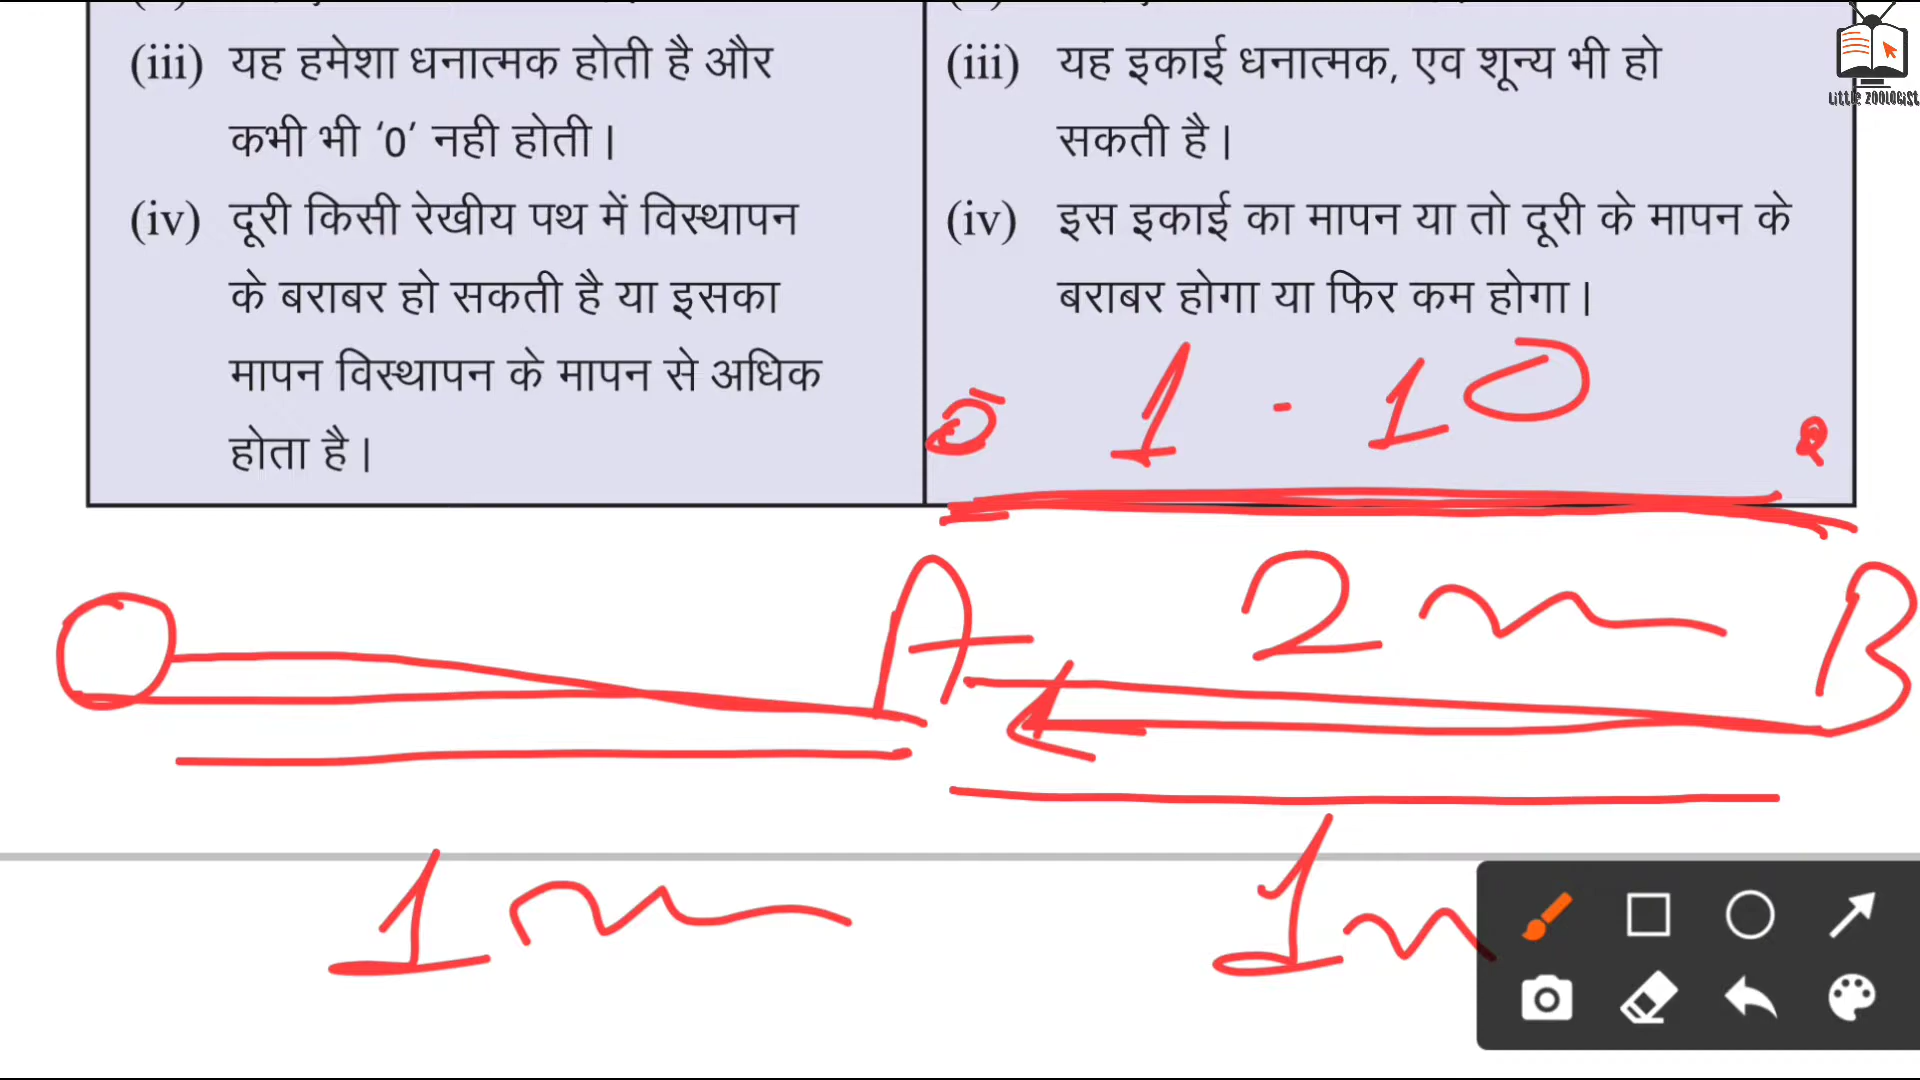 (iii) यह हमेशा धनात्मक होती है और
कभी भी ‘0’ नही होती।
(iv) दूरी किसी रेखीय पथ में विस्थापन
के बराबर हो सकती है या इसका
मापन विस्थापन के मापन से अधिक
होता है।
(iii) यह इकाई धनात्मक, एव शून्य भी हो
सकती है।
(iv) इस इकाई का मापन या तो दूरी के मापन के
बराबर होगा या फिर कम होगा।
LittLE ZOOLOGiSt
1 - 10
O A 2m B
1m 1m